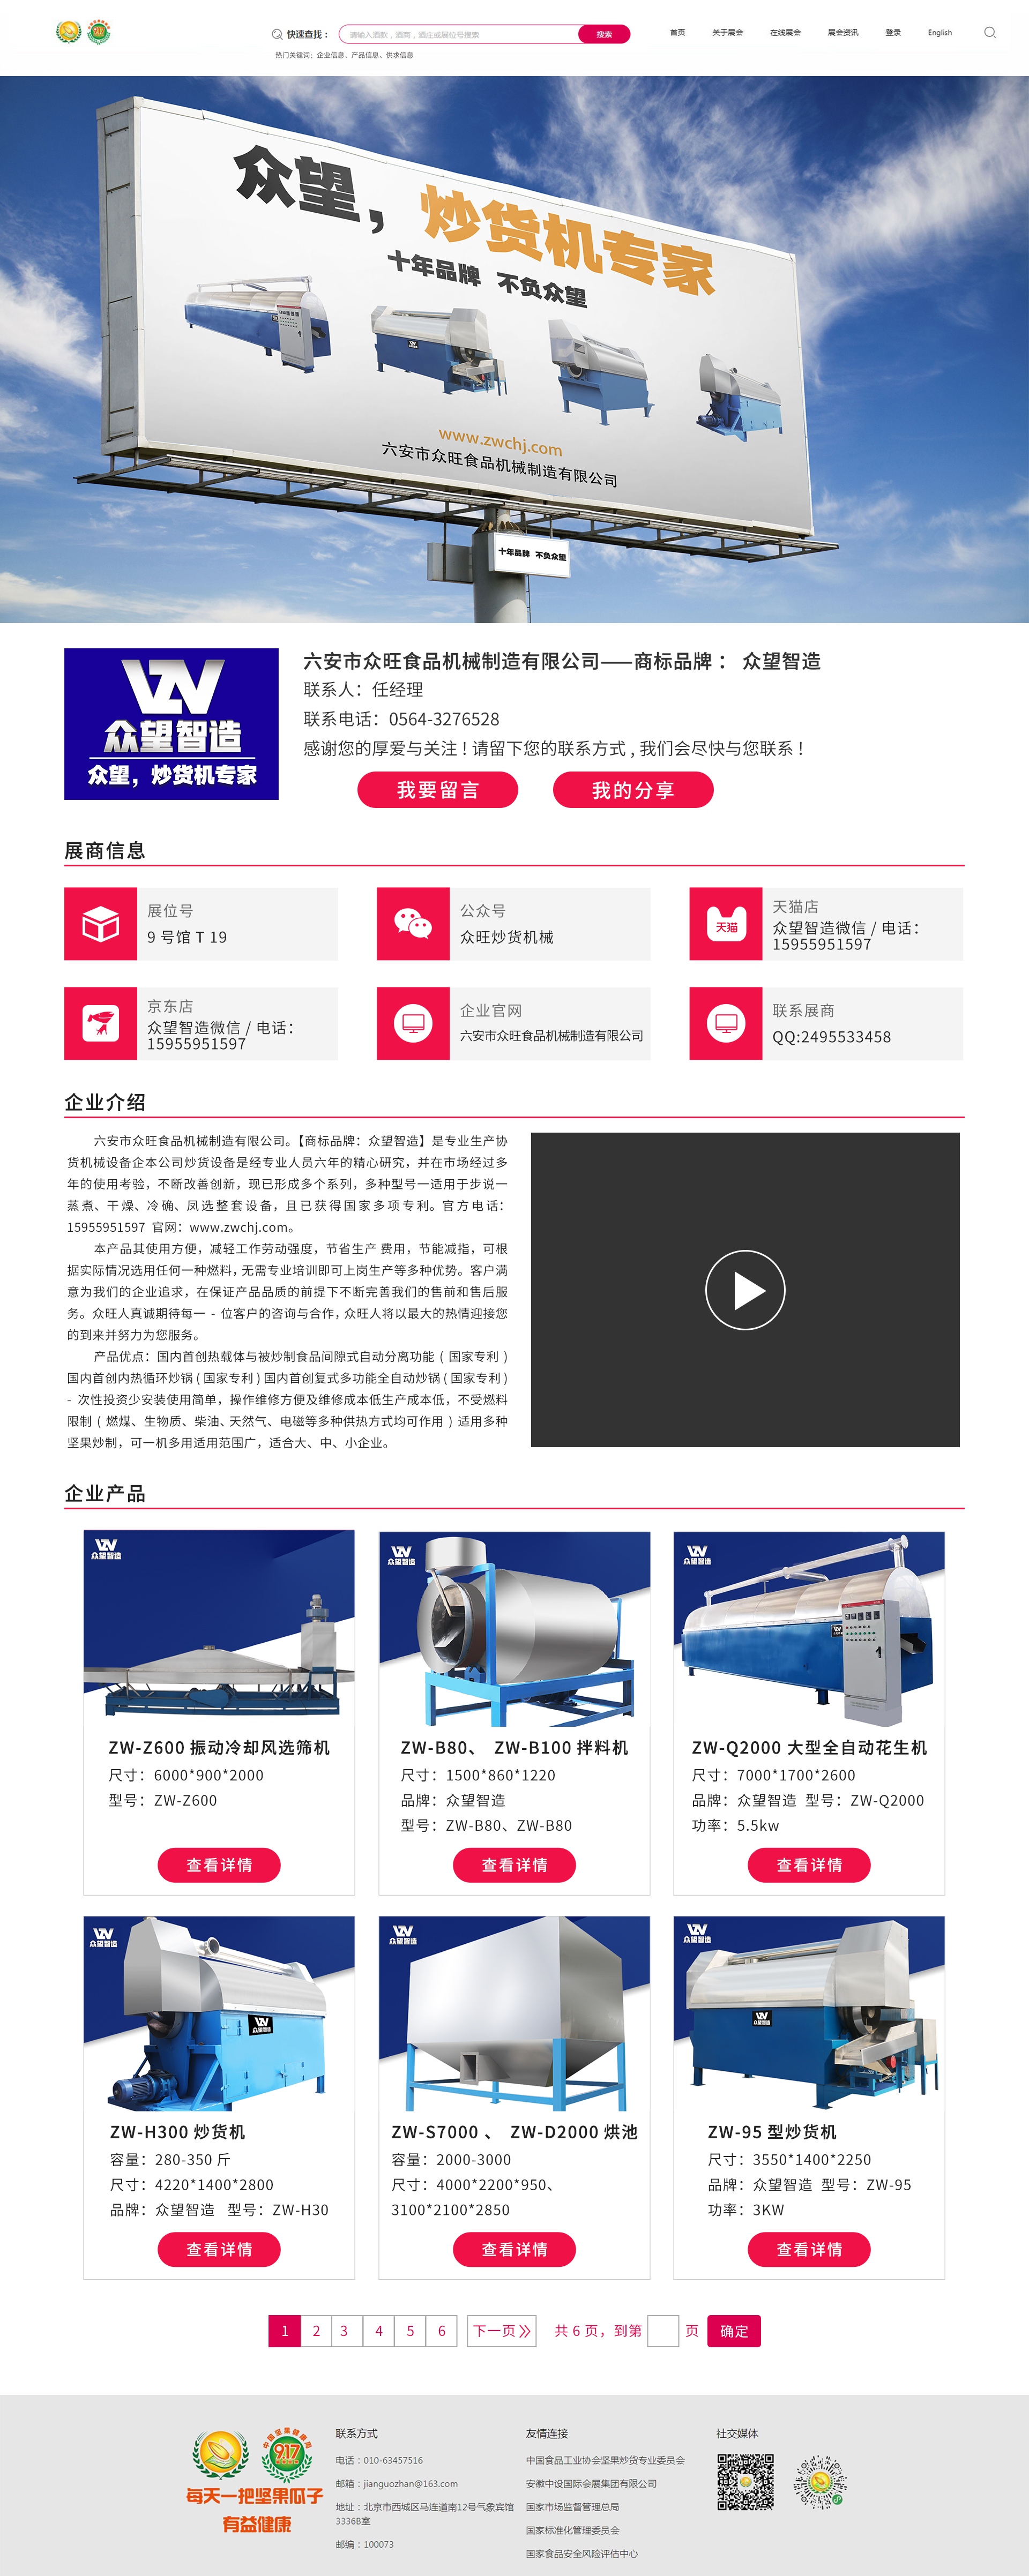 快速查找：
请输入酒款，酒商，酒庄或展位号搜索
搜索
首页
关于展会
在线展会
展会资讯
登录
English
热门关键词：企业信息、产品信息、供求信息
众望，炒货机专家
十年品牌 不负众望
www.zwchj.com
六安市众旺食品机械制造有限公司
十年品牌 不负众望
众望智造
众望，炒货机专家
六安市众旺食品机械制造有限公司——商标品牌： 众望智造
联系人：任经理
联系电话：0564-3276528
感谢您的厚爱与关注！请留下您的联系方式，我们会尽快与您联系！
我要留言
我的分享
展商信息
展位号
9 号馆 T 19
公众号
众旺炒货机械
天猫
天猫店
众望智造微信 / 电话：
15955951597
京东店
众望智造微信 / 电话：
15955951597
企业官网
六安市众旺食品机械制造有限公司
联系展商
QQ:2495533458
企业介绍
六安市众旺食品机械制造有限公司。【商标品牌：众望智造】是专业生产协
货机械设备企本公司炒货设备是经专业人员六年的精心研究，并在市场经过多
年的使用考验，不断改善创新，现已形成多个系列，多种型号一适用于步说一
蒸煮、干燥、冷确、凤选整套设备，且已获得国家多项专利。官方电话：
15955951597 官网：www.zwchj.com。
本产品其使用方便，减轻工作劳动强度，节省生产 费用，节能减指，可根
据实际情况选用任何一种燃料，无需专业培训即可上岗生产等多种优势。客户满
意为我们的企业追求，在保证产品品质的前提下不断完善我们的售前和售后服
务。众旺人真诚期待每一 - 位客户的咨询与合作，众旺人将以最大的热情迎接您
的到来并努力为您服务。
产品优点：国内首创热载体与被炒制食品间隙式自动分离功能（国家专利）
国内首创内热循环炒锅（国家专利）国内首创复式多功能全自动炒锅（国家专利）
- 次性投资少安装使用简单，操作维修方便及维修成本低生产成本低，不受燃料
限制（燃煤、生物质、柴油、天然气、电磁等多种供热方式均可作用）适用多种
坚果炒制，可一机多用适用范围广，适合大、中、小企业。
企业产品
众望智造
众望智造
众望智造
ZW-Z600 振动冷却风选筛机
尺寸：6000*900*2000
型号：ZW-Z600
查看详情
ZW-B80、 ZW-B100 拌料机
尺寸：1500*860*1220
品牌：众望智造
型号：ZW-B80、ZW-B80
查看详情
ZW-Q2000 大型全自动花生机
尺寸：7000*1700*2600
品牌：众望智造 型号：ZW-Q2000
功率：5.5kw
查看详情
众望智造
众望智造
众望智造
众望智造
众望智造
ZW-H300 炒货机
容量：280-350 斤
尺寸：4220*1400*2800
品牌：众望智造 型号：ZW-H30
查看详情
ZW-S7000 、 ZW-D2000 烘池
容量：2000-3000
尺寸：4000*2200*950、
3100*2100*2850
查看详情
ZW-95 型炒货机
尺寸：3550*1400*2250
品牌：众望智造 型号：ZW-95
功率：3KW
查看详情
1 2 3 4 5 6 下一页 共 6 页，到第 页 确定
917
每天一把坚果瓜子
有益健康
联系方式
电话：010-63457516
邮箱：jianguozhan@163.com
地址：北京市西城区马连道南12号气象宾馆
3336B室
邮编：100073
友情连接
中国食品工业协会坚果炒货专业委员会
安徽中设国际会展集团有限公司
国家市场监督管理总局
国家标准化管理委员会
国家食品安全风险评估中心
社交媒体